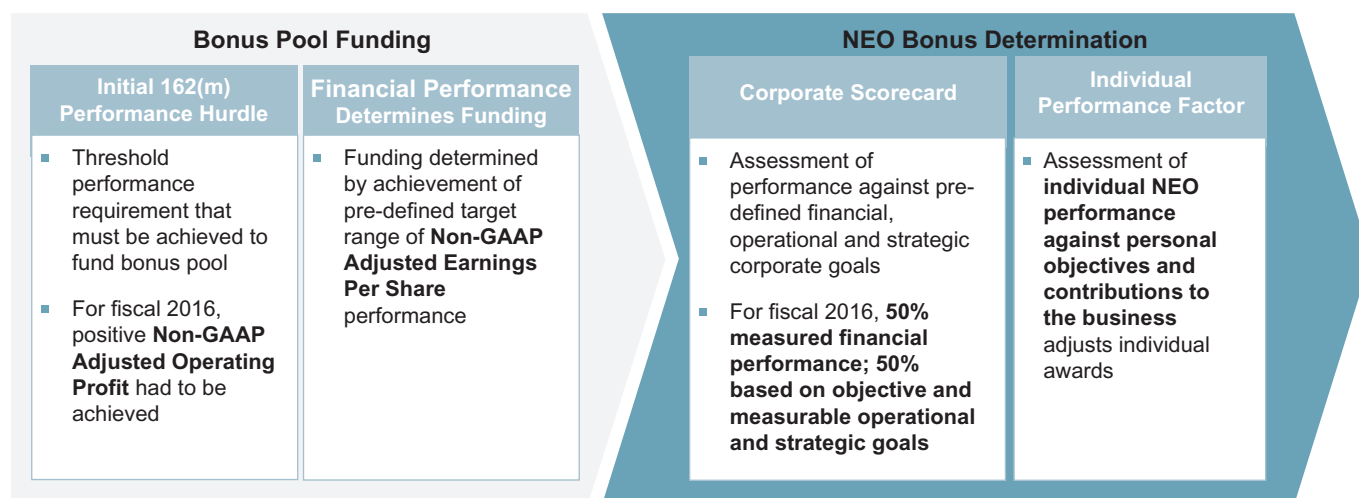 Bonus Pool Funding
Initial 162(m)
Performance Hurdle
▪ Threshold
performance
requirement that
must be achieved to
fund bonus pool
▪ For fiscal 2016,
positive Non-GAAP
Adjusted Operating
Profit had to be
achieved
Financial Performance
Determines Funding
▪ Funding determined
by achievement of
pre-defined target
range of Non-GAAP
Adjusted Earnings
Per Share
performance
NEO Bonus Determination
Corporate Scorecard
▪ Assessment of
performance against pre-
defined financial,
operational and strategic
corporate goals
▪ For fiscal 2016, 50%
measured financial
performance; 50%
based on objective and
measurable operational
and strategic goals
Individual
Performance Factor
▪ Assessment of
individual NEO
performance
against personal
objectives and
contributions to
the business
adjusts individual
awards